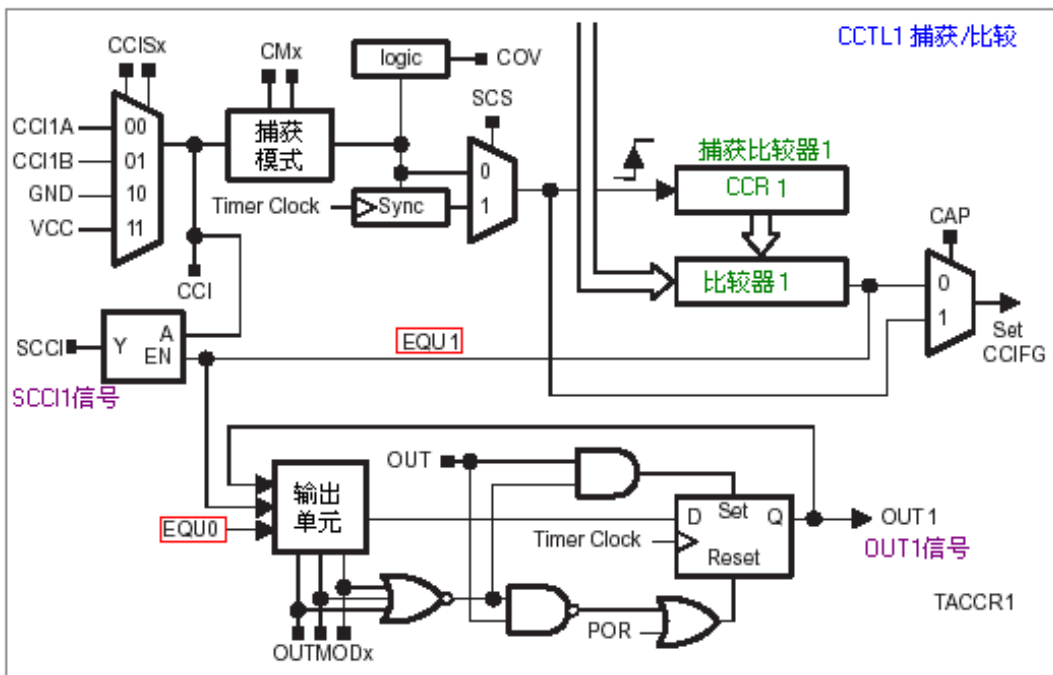 CCTL1 捕获/比较
CCISx
CMx
logic
COV
SCS
CCI1A
CCI1B
GND
VCC
00
01
10
11
捕获
模式
Timer Clock
Sync
0
1
捕获比较器1
CCR 1
比较器1
CAP
0
1
Set
CCIFG
CCI
SCCI
Y
A
EN
SCCI1信号
EQU1
OUT
输出
单元
EQU0
Timer Clock
D
Set
Q
Reset
OUT1
OUT1信号
POR
OUTMODx
TACCR1